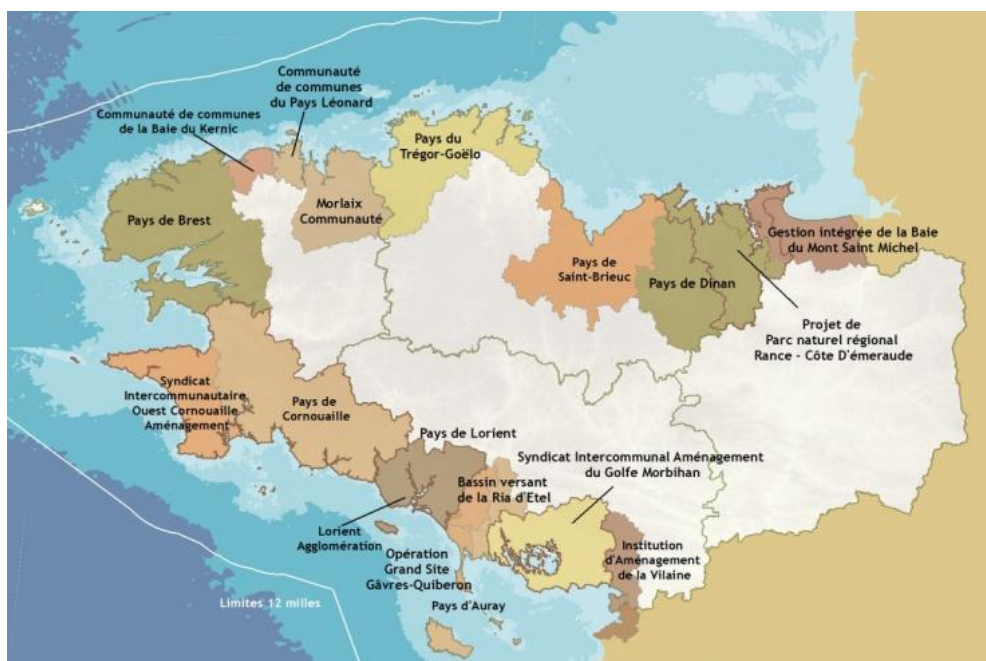 Communauté
de communes
du Pays Léonard
Communauté de communes
de la Baie du Kernic
Pays du
Trégor-Goëlo
Morlaix
Communauté
Pays de Brest
Gestion intégrée de la Baie
du Mont Saint Michel
Pays de
Saint-Brieuc
Pays de Dinan
Projet de
Parc naturel régional
Rance - Côte D'émeraude
Syndicat
Intercommunautaire
Ouest Cornouaille
Aménagement
Pays de
Cornouaille
Pays de Lorient
Syndicat Intercommunal Aménagement
du Golfe Morbihan
Bassin versant
de la Ria d'Etel
Lorient
Agglomération
Opération
Grand Site
Gâvres-Quiberon
Institution
d'Aménagement
de la Vilaine
Limites 12 milles
Pays d'Auray